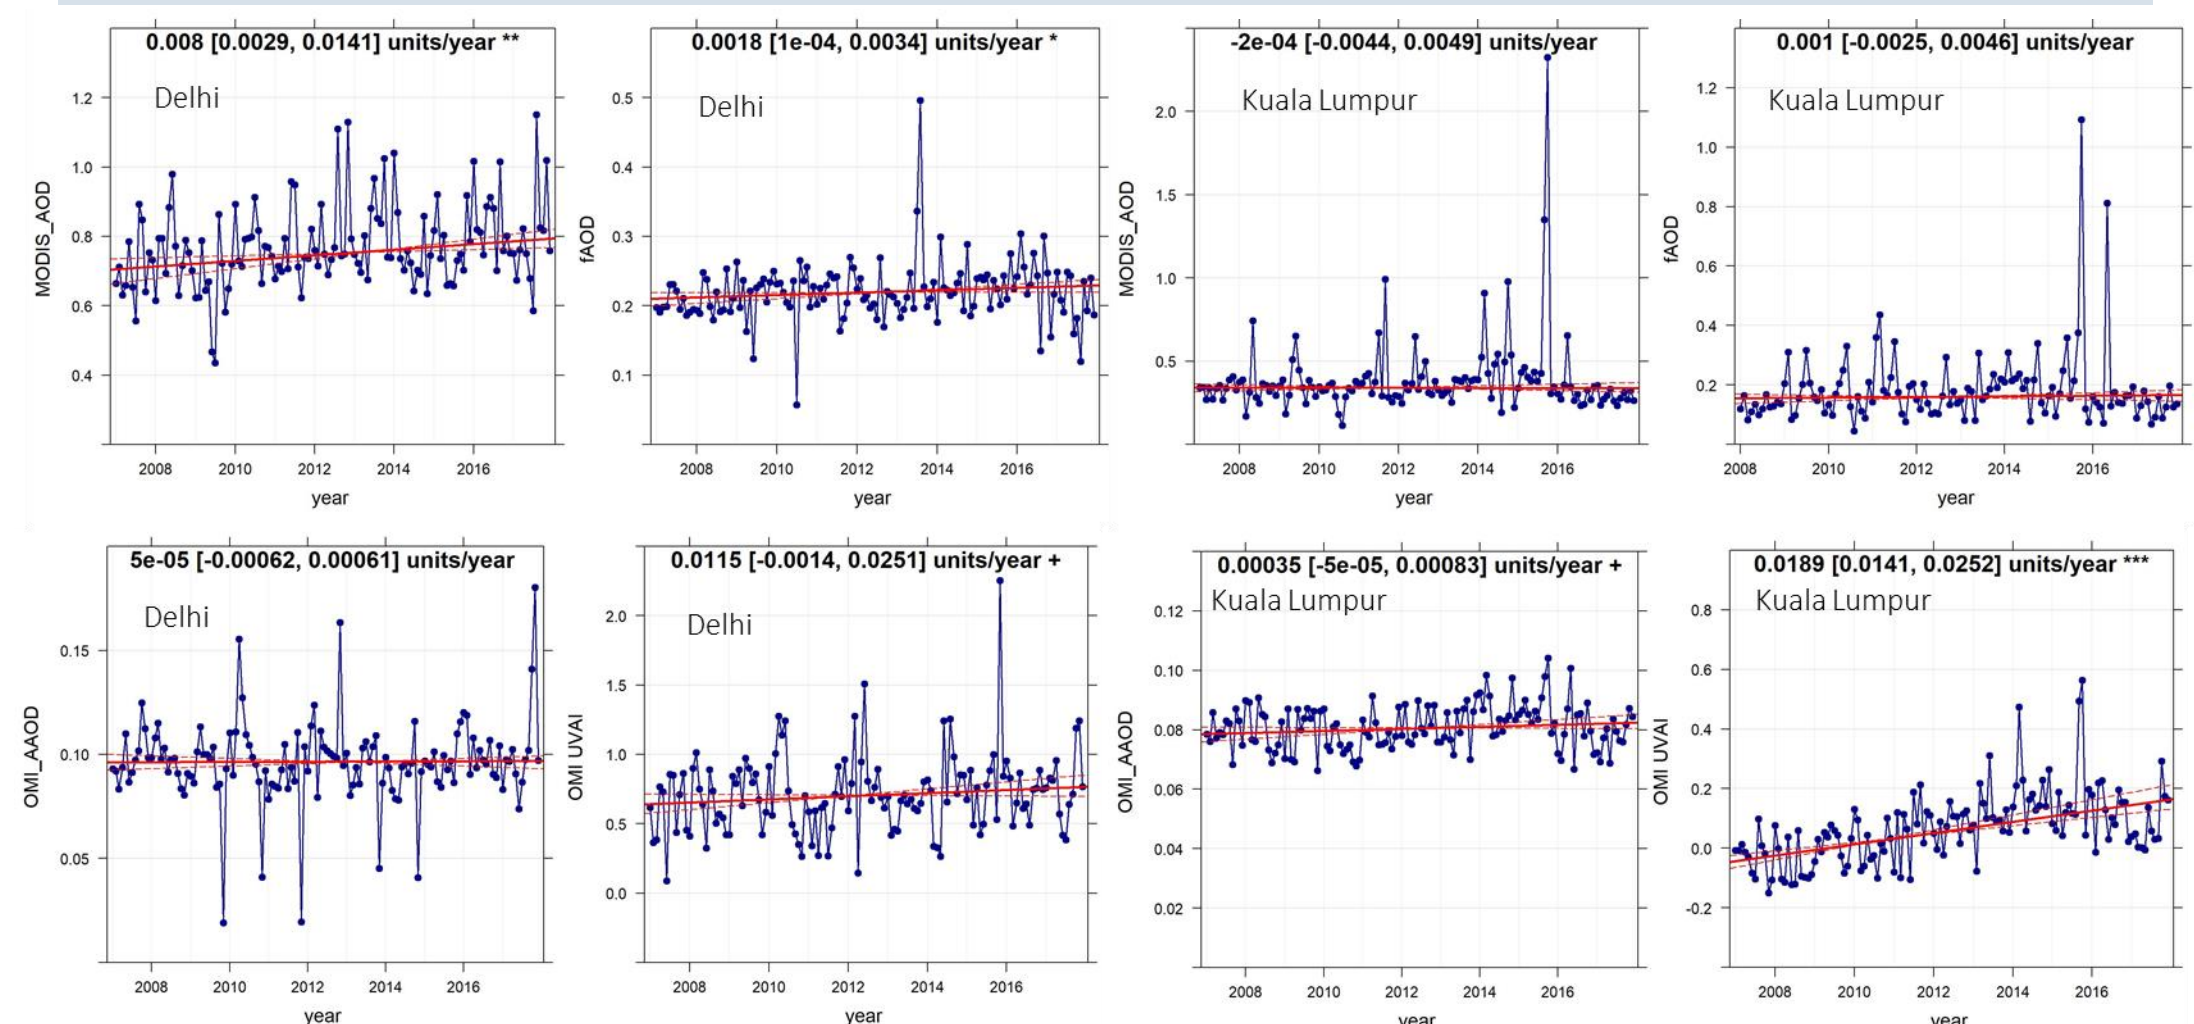 0.008 [0.0029, 0.0141] units/year **
Delhi
MODIS_AOD
1.2
1.0
0.8
0.6
0.4
2008 2010 2012 2014 2016
year
0.0018 [1e-04, 0.0034] units/year *
Delhi
fAOD
0.5
0.4
0.3
0.2
0.1
2008 2010 2012 2014 2016
year
-2e-04 [-0.0044, 0.0049] units/year
Kuala Lumpur
MODIS_AOD
2.0
1.5
1.0
0.5
2008 2010 2012 2014 2016
year
0.001 [-0.0025, 0.0046] units/year
Kuala Lumpur
fAOD
1.2
1.0
0.8
0.6
0.4
0.2
2008 2010 2012 2014 2016
year
5e-05 [-0.00062, 0.00061] units/year
Delhi
OMI_AAOD
0.15
0.10
0.05
2008 2010 2012 2014 2016
year
0.0115 [-0.0014, 0.0251] units/year +
Delhi
OMI UVAI
2.0
1.5
1.0
0.5
0.0
2008 2010 2012 2014 2016
year
0.00035 [-5e-05, 0.00083] units/year +
Kuala Lumpur
OMI_AAOD
0.12
0.10
0.08
0.06
0.04
0.02
2008 2010 2012 2014 2016
year
0.0189 [0.0141, 0.0252] units/year ***
Kuala Lumpur
OMI UVAI
0.8
0.6
0.4
0.2
0.0
-0.2
2008 2010 2012 2014 2016
year